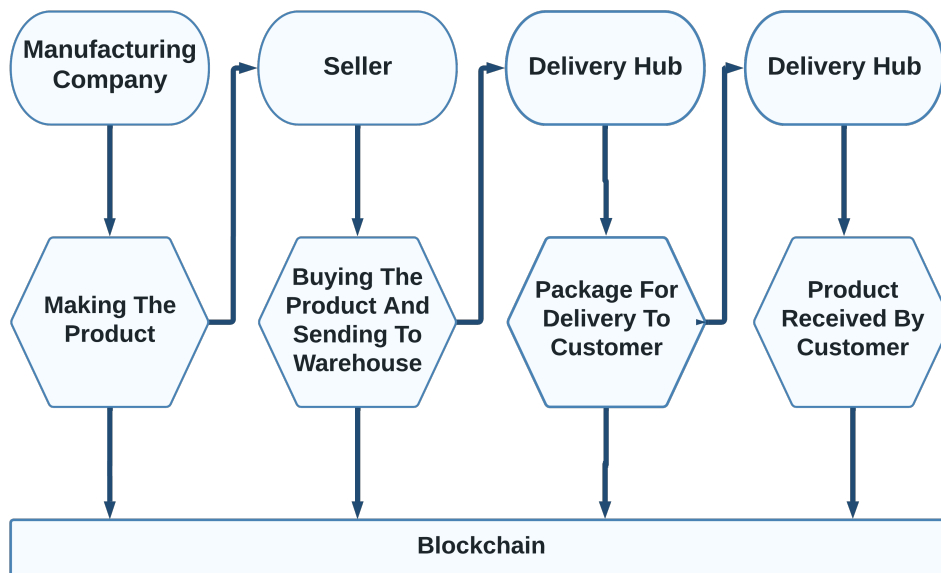 Manufacturing
Company
Seller
Delivery Hub
Delivery Hub
Making The
Product
Buying The
Product And
Sending To
Warehouse
Package For
Delivery To
Customer
Product
Received By
Customer
Blockchain